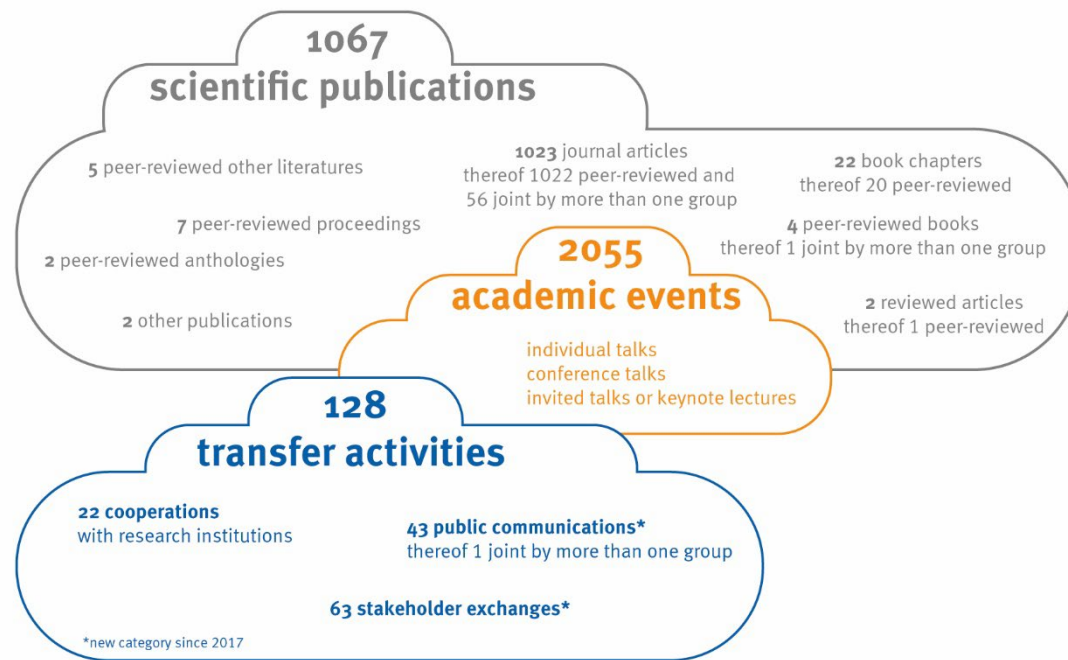 1067
scientific publications
5 peer-reviewed other literatures
7 peer-reviewed proceedings
2 peer-reviewed anthologies
2 other publications
1023 journal articles
thereof 1022 peer-reviewed and
56 joint by more than one group
22 book chapters
thereof 20 peer-reviewed
4 peer-reviewed books
thereof 1 joint by more than one group
2 reviewed articles
thereof 1 peer-reviewed
2055
academic events
individual talks
conference talks
invited talks or keynote lectures
128
transfer activities
22 cooperations
with research institutions
43 public communications*
thereof 1 joint by more than one group
63 stakeholder exchanges*
*new category since 2017